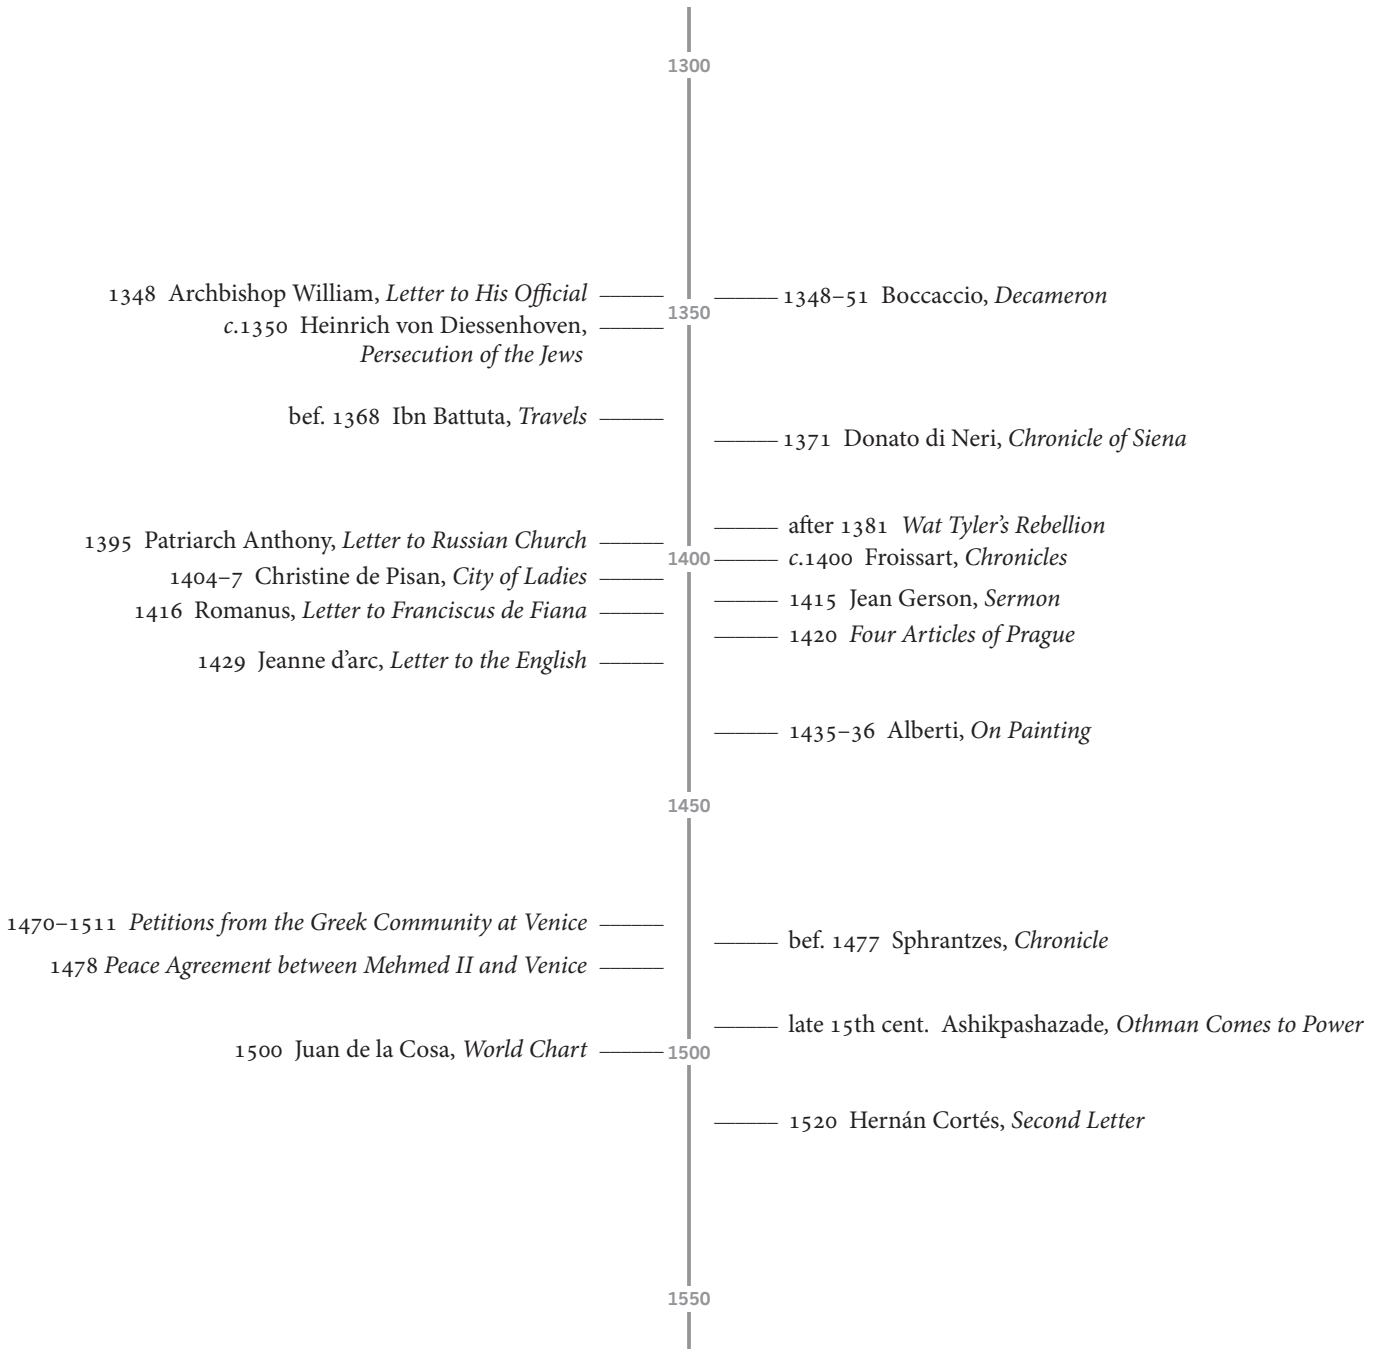 1300
1348 Archbishop William, Letter to His Official
1348–51 Boccaccio, Decameron
1350
c.1350 Heinrich von Diessenhoven,
Persecution of the Jews
bef. 1368 Ibn Battuta, Travels
1371 Donato di Neri, Chronicle of Siena
after 1381 Wat Tyler's Rebellion
1395 Patriarch Anthony, Letter to Russian Church
1400
c.1400 Froissart, Chronicles
1404–7 Christine de Pisan, City of Ladies
1415 Jean Gerson, Sermon
1416 Romanus, Letter to Franciscus de Fiana
1420 Four Articles of Prague
1429 Jeanne d'arc, Letter to the English
1435–36 Alberti, On Painting
1450
1470–1511 Petitions from the Greek Community at Venice
bef. 1477 Sphrantzes, Chronicle
1478 Peace Agreement between Mehmed II and Venice
late 15th cent. Ashikpashazade, Othman Comes to Power
1500 Juan de la Cosa, World Chart
1500
1520 Hernán Cortés, Second Letter
1550